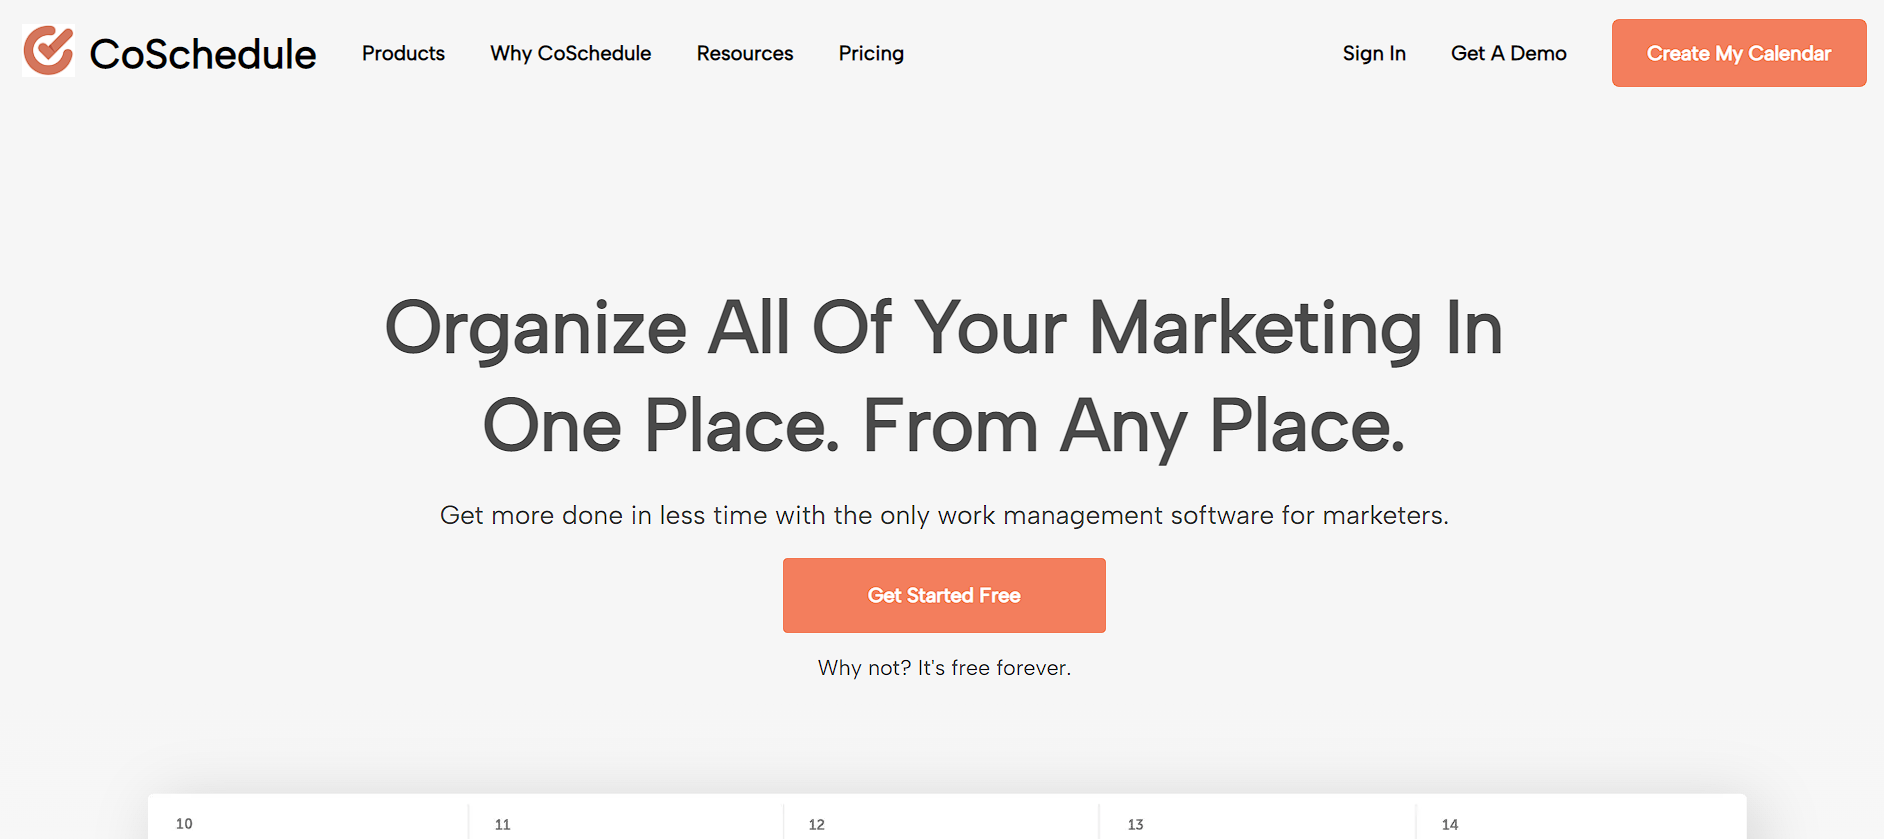 CoSchedule
Products
Why CoSchedule
Resources
Pricing
Sign In
Get A Demo
Create My Calendar
Organize All Of Your Marketing In
One Place. From Any Place.
Get more done in less time with the only work management software for marketers.
Get Started Free
Why not? It's free forever.
10
11
12
13
14